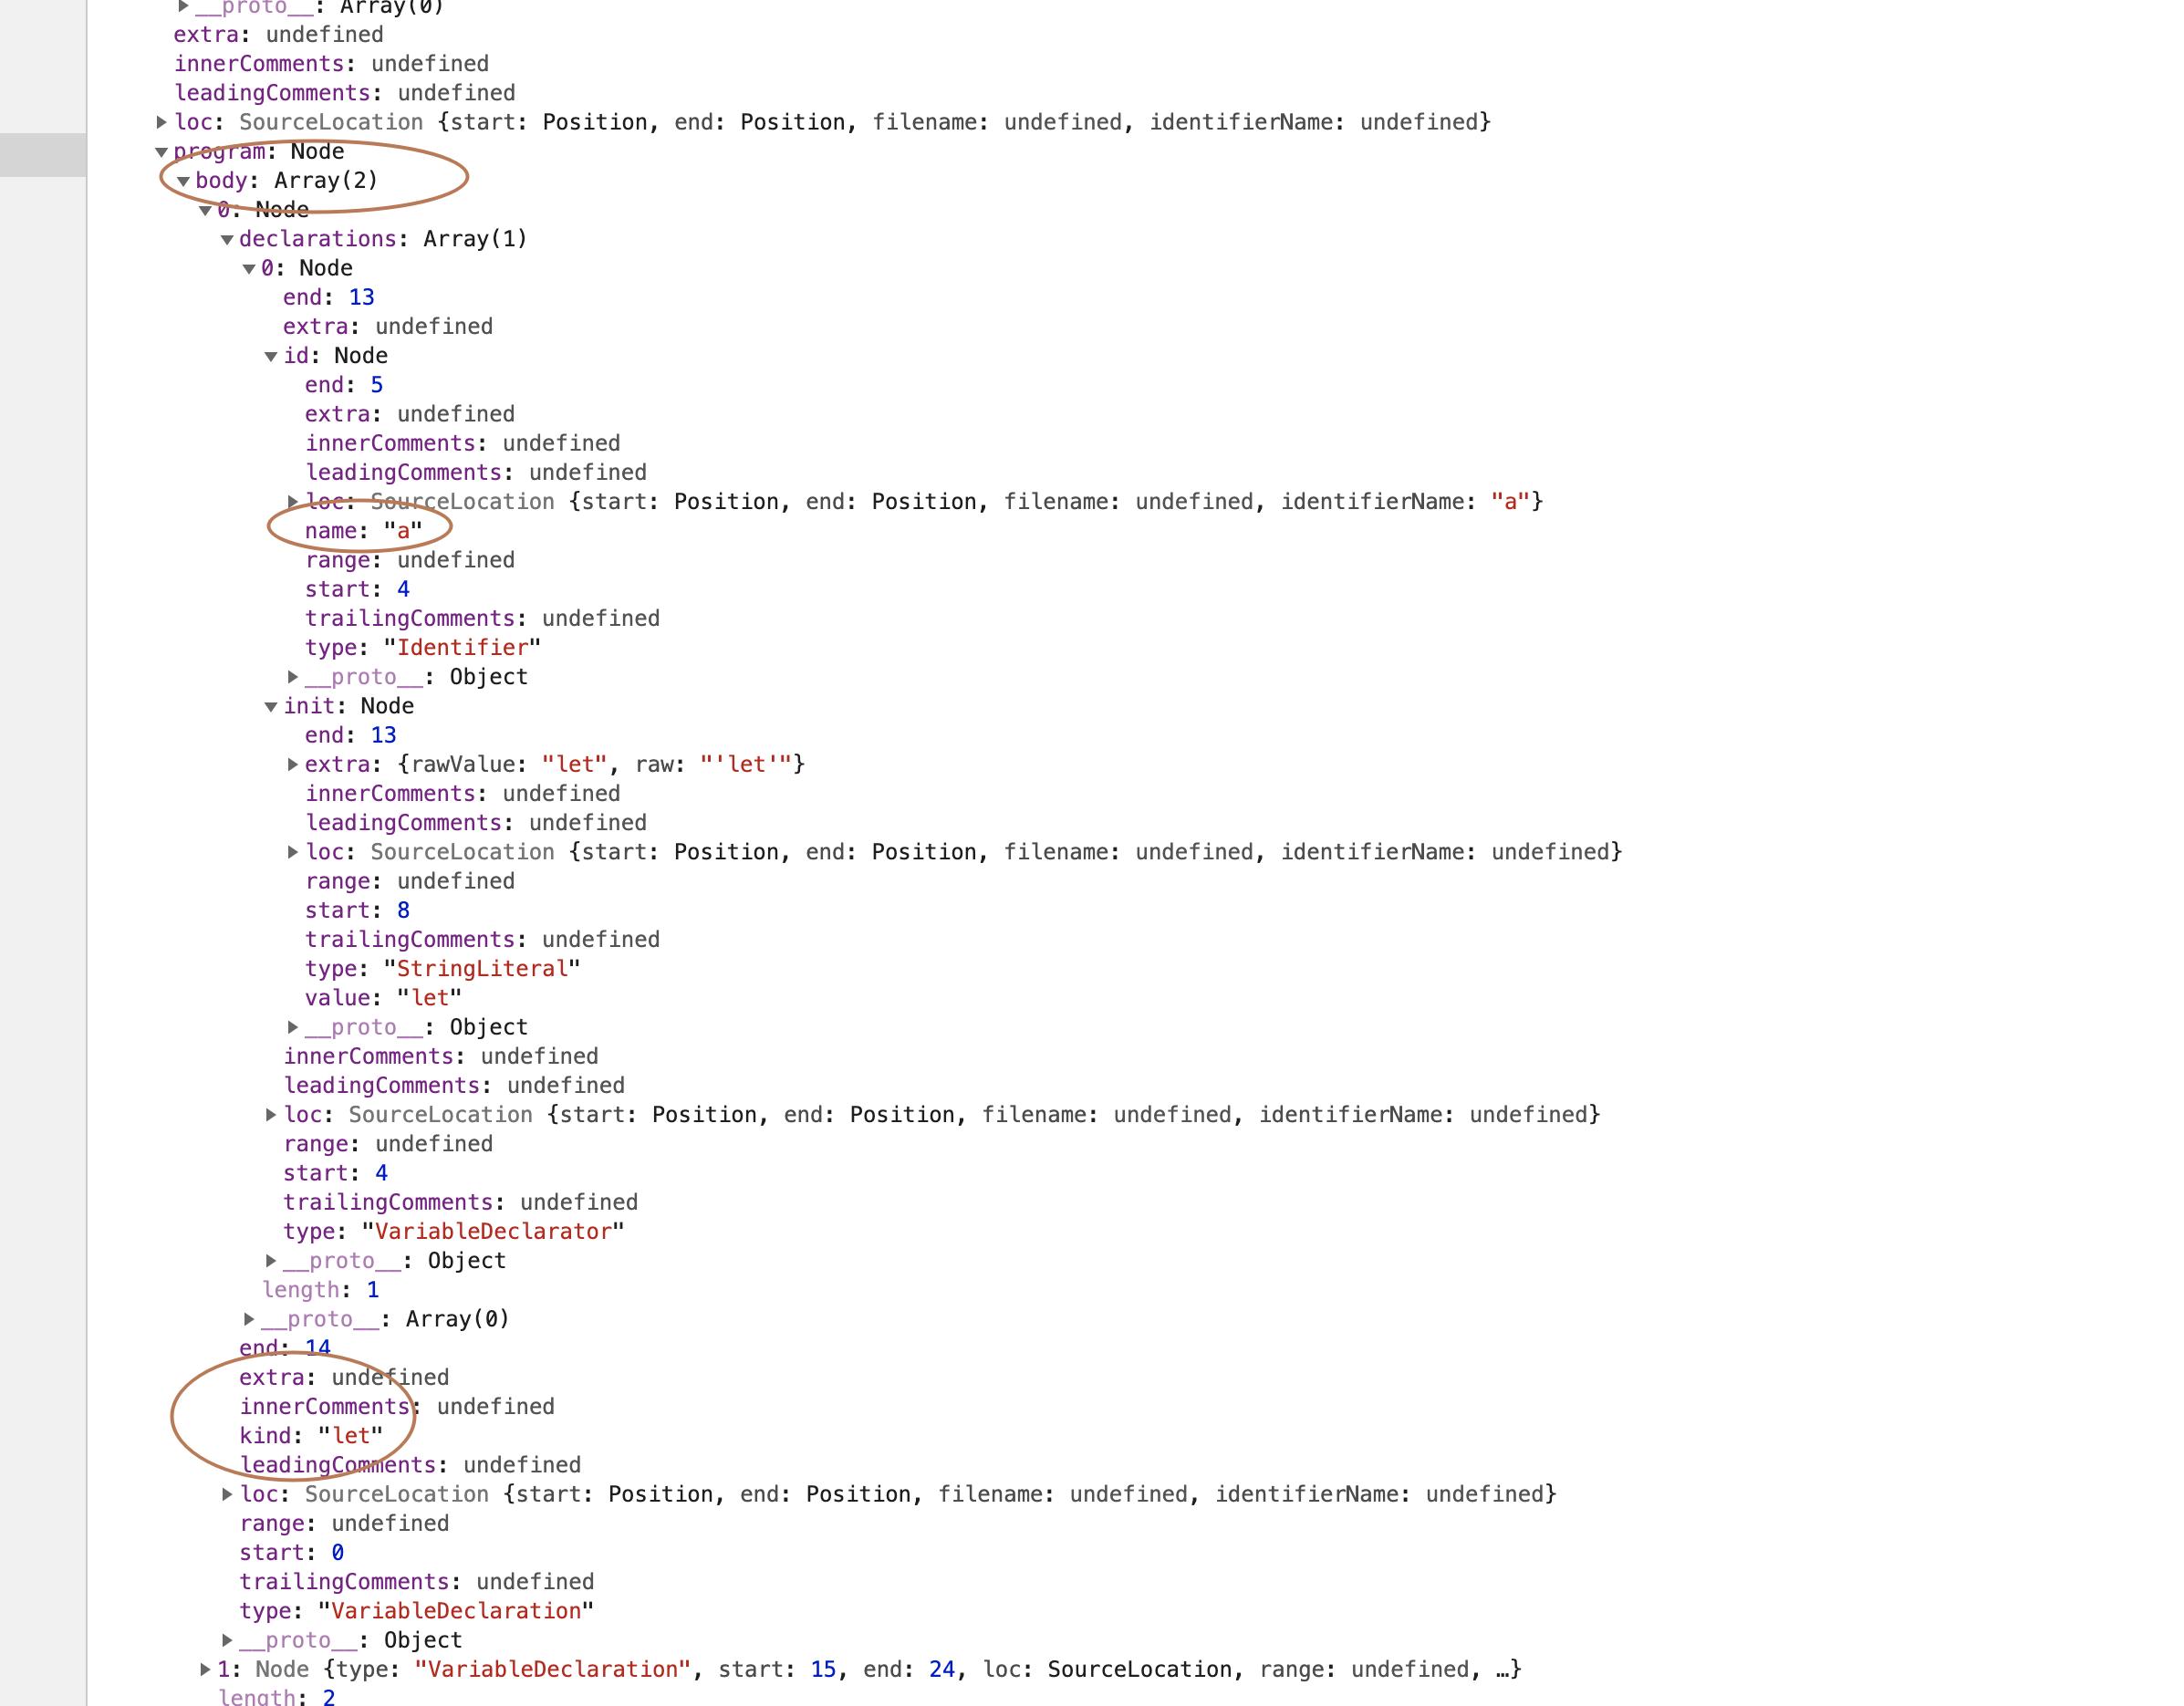 __proto__: Array(0)
extra: undefined
innerComments: undefined
leadingComments: undefined
loc: SourceLocation {start: Position, end: Position, filename: undefined, identifierName: undefined}
program: Node
body: Array(2)
0: Node
declarations: Array(1)
0: Node
end: 13
extra: undefined
id: Node
end: 5
extra: undefined
innerComments: undefined
leadingComments: undefined
loc: SourceLocation {start: Position, end: Position, filename: undefined, identifierName: "a"}
name: "a"
range: undefined
start: 4
trailingComments: undefined
type: "Identifier"
__proto__: Object
init: Node
end: 13
extra: {rawValue: "let", raw: "'let'"}
innerComments: undefined
leadingComments: undefined
loc: SourceLocation {start: Position, end: Position, filename: undefined, identifierName: undefined}
range: undefined
start: 8
trailingComments: undefined
type: "StringLiteral"
value: "let"
__proto__: Object
innerComments: undefined
leadingComments: undefined
loc: SourceLocation {start: Position, end: Position, filename: undefined, identifierName: undefined}
range: undefined
start: 4
trailingComments: undefined
type: "VariableDeclarator"
__proto__: Object
length: 1
__proto__: Array(0)
end: 14
extra: undefined
innerComments: undefined
kind: "let"
leadingComments: undefined
loc: SourceLocation {start: Position, end: Position, filename: undefined, identifierName: undefined}
range: undefined
start: 0
trailingComments: undefined
type: "VariableDeclaration"
__proto__: Object
1: Node {type: "VariableDeclaration", start: 15, end: 24, loc: SourceLocation, range: undefined, …}
length: 2